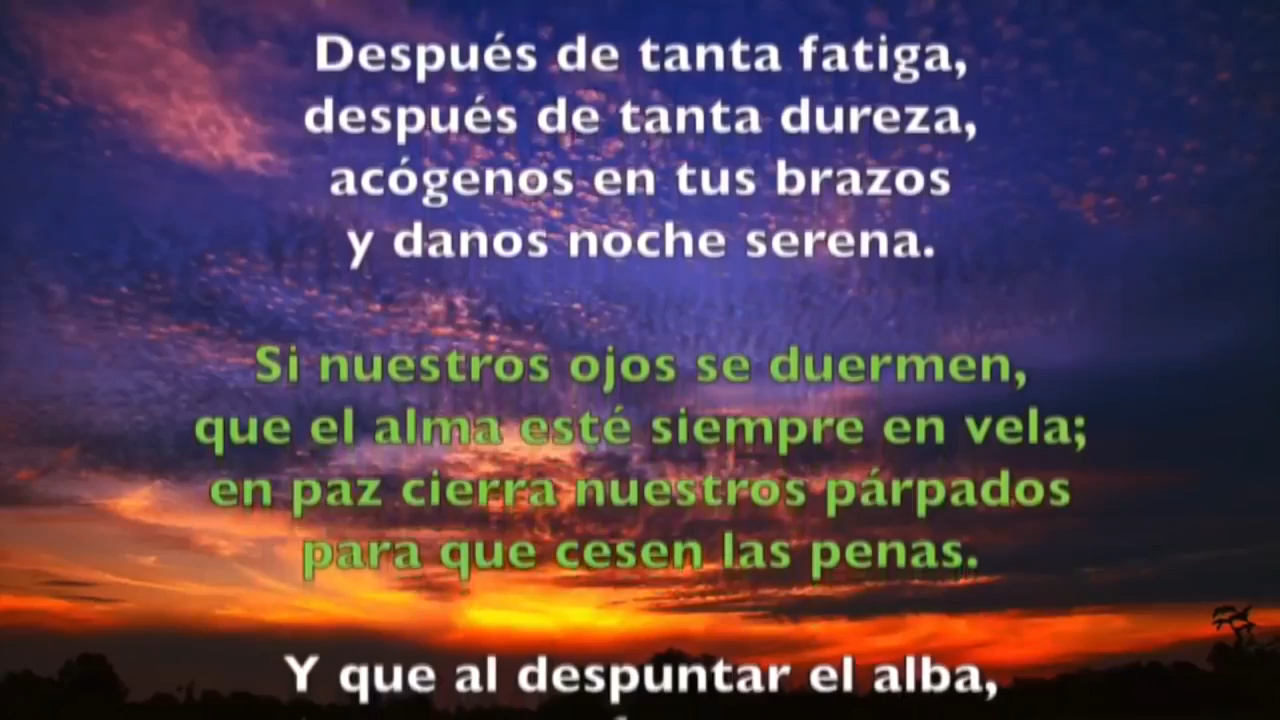 Después de tanta fatiga,
después de tanta dureza,
acógenos en tus brazos
y danos noche serena.
Si nuestros ojos se duermen,
que el alma esté siempre en vela;
en paz cierra nuestros párpados
para que cesen las penas.
Y que al despuntar el alba,